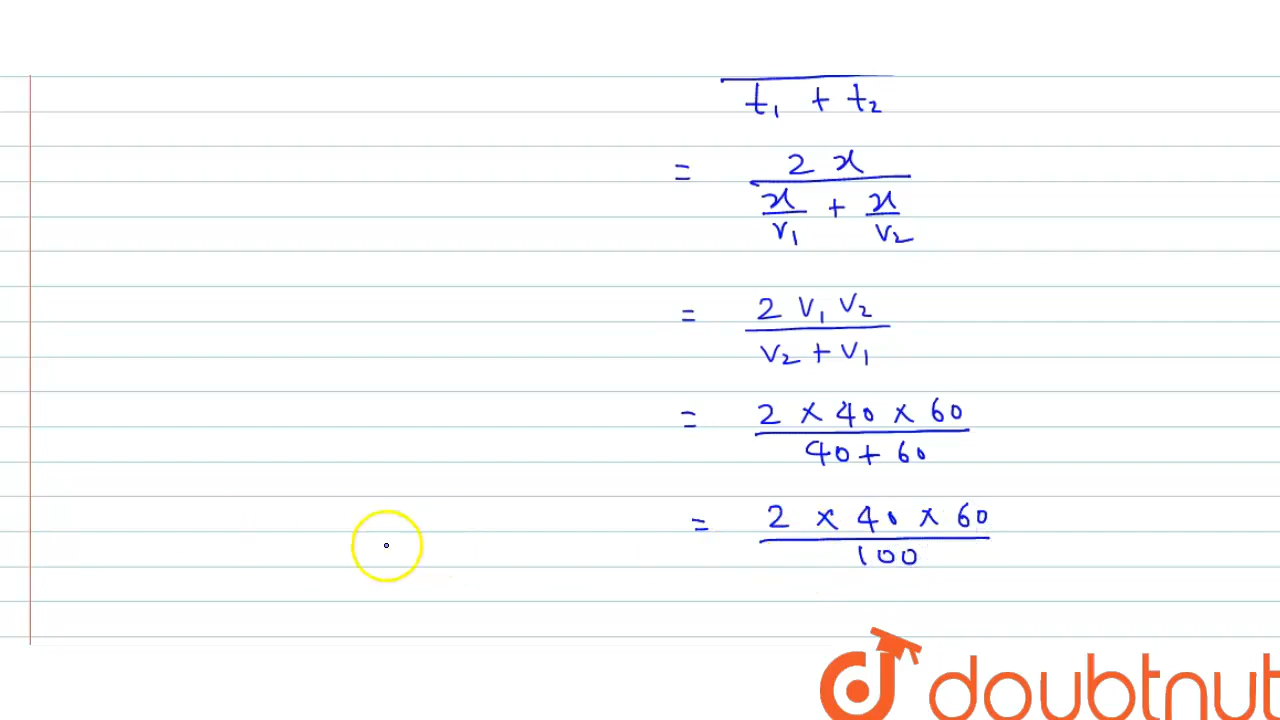 t₁ + t₂
= 2 x
x/v₁ + x/v₂
= 2 v₁ v₂
v₂ + v₁
= 2 × 40 × 60
40 + 60
= 2 × 40 × 60
100
doubtnut